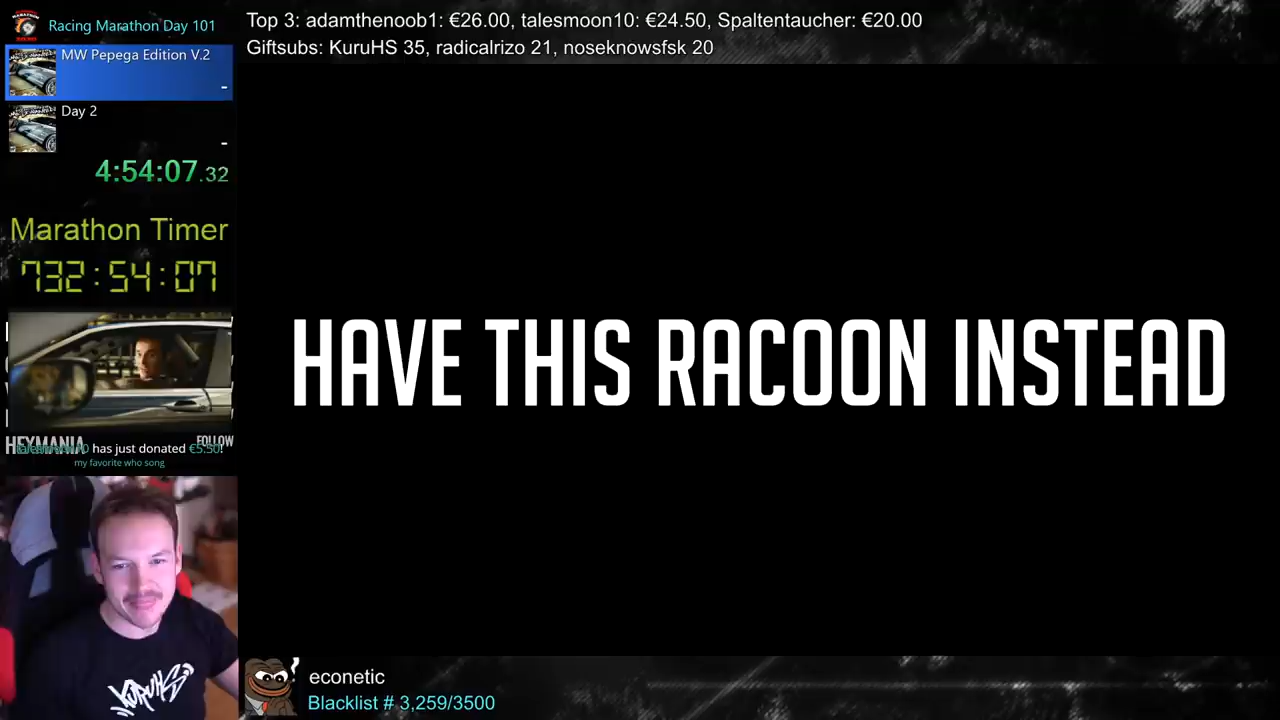 Top 3: adamthenoob1: €26.00, talesmoon10: €24.50, Spaltentaucher: €20.00
Giftsubs: KuruHS 35, radicalrizo 21, noseknowsfsk 20
Racing Marathon Day 101
MW Pepega Edition V.2
-
Day 2
-
4:54:07.32
Marathon Timer
732:54:07
HAVE THIS RACOON INSTEAD
HEYMANIA
FOLLOW
has just donated €5.50!
my favorite who song
KURUHS
econetic
Blacklist # 3,259/3500